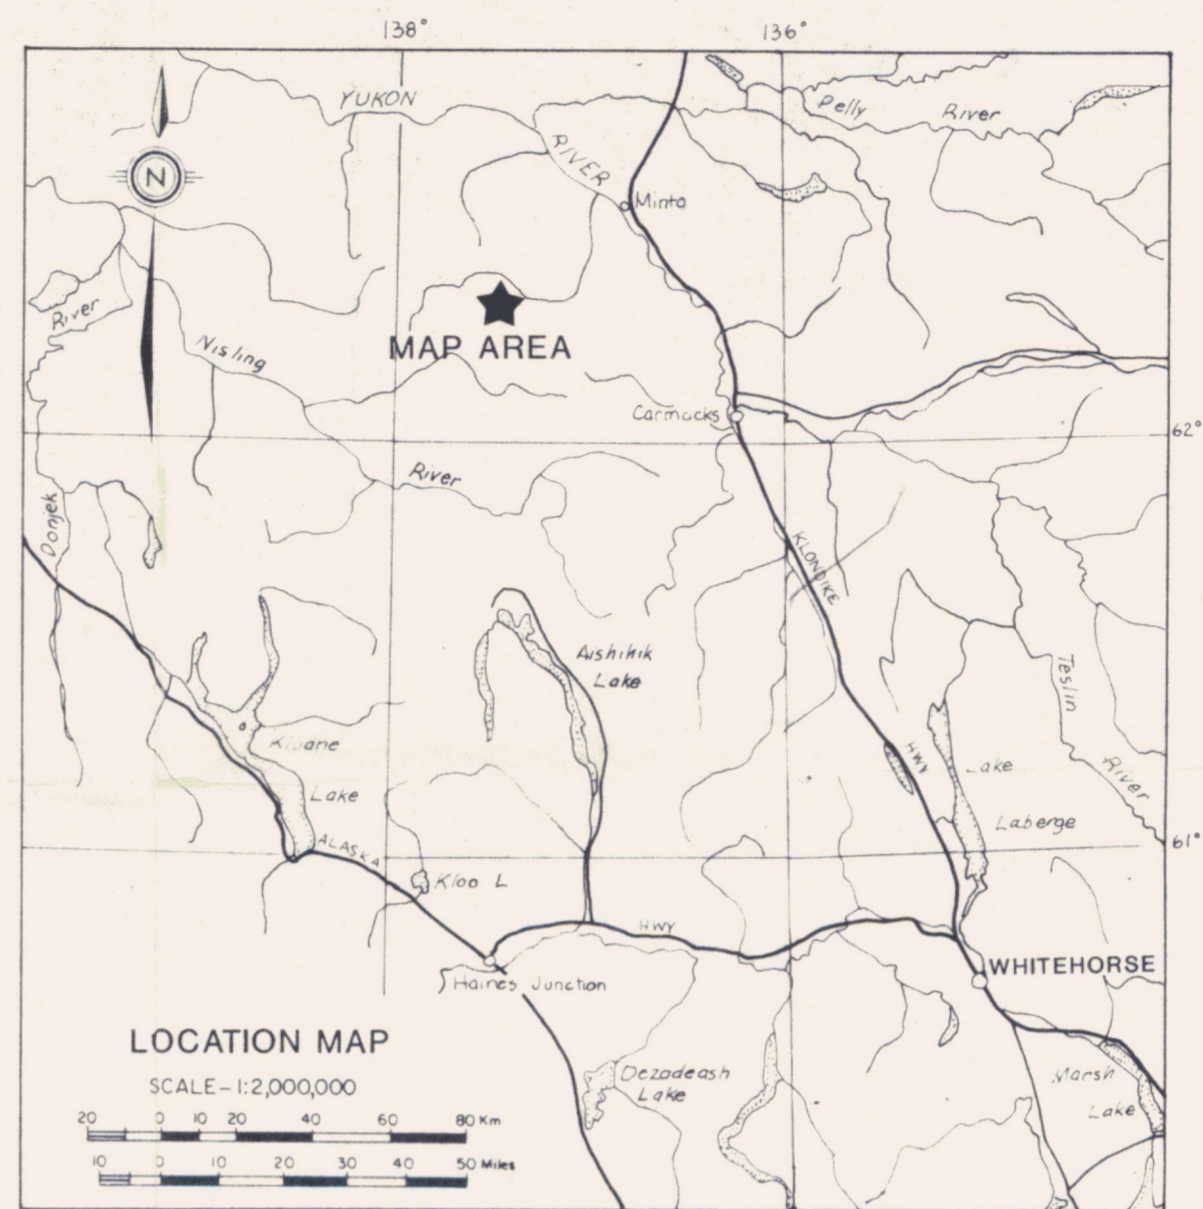 138°
136°
YUKON
RIVER
Pelly River
N
Minto
River
Nisling
MAP AREA
Carmacks
62°
River
Donjek
KLONDIKE
Aishihik
Lake
Teslin
River
Kluane
Lake
HWY
Lake
Laberge
61°
ALASKA
Kloo L
HWY
WHITEHORSE
Haines Junction
LOCATION MAP
SCALE-1:2,000,000
20 0 10 20 40 60 80 Km
10 0 10 20 30 40 50 Miles
Dezadeash
Lake
Marsh
Lake